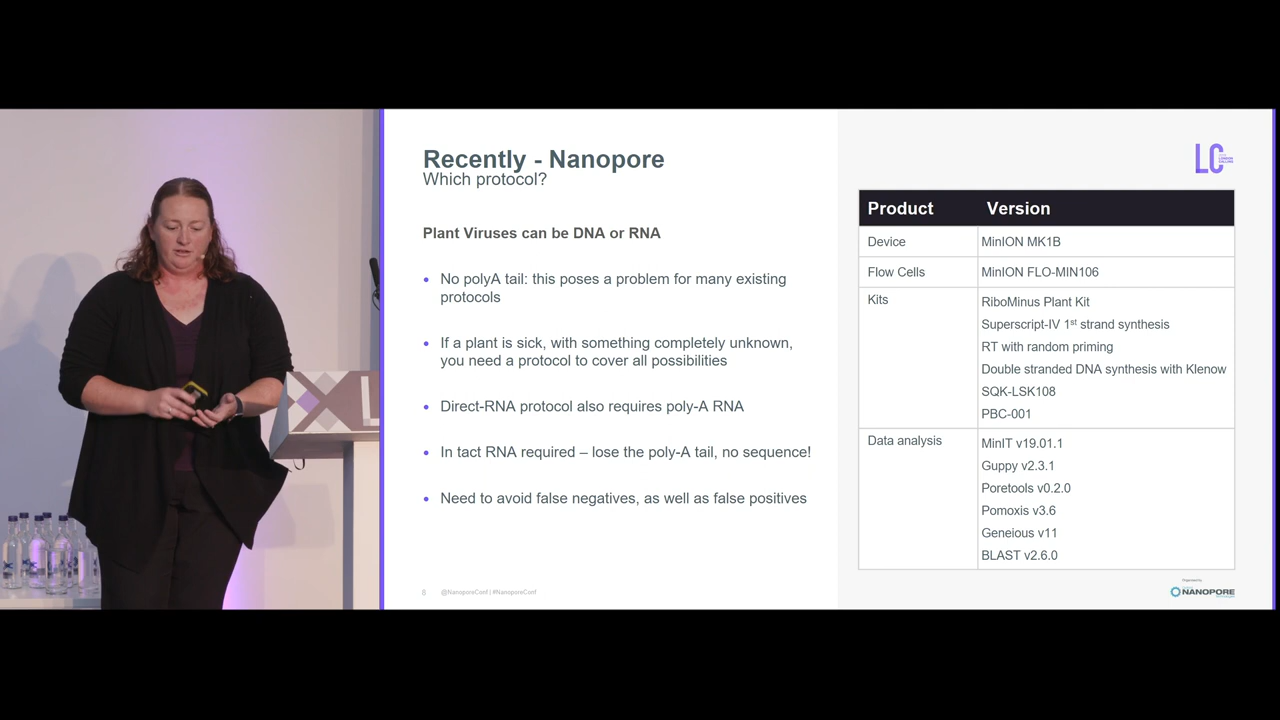 Recently - Nanopore
Which protocol?
Plant Viruses can be DNA or RNA
No polyA tail: this poses a problem for many existing
protocols
If a plant is sick, with something completely unknown,
you need a protocol to cover all possibilities
Direct-RNA protocol also requires poly-A RNA
In tact RNA required – lose the poly-A tail, no sequence!
Need to avoid false negatives, as well as false positives
8 @NanoporeConf | #NanoporeConf
LC
LONDON
CALLING
Product Version
Device MinION MK1B
Flow Cells MinION FLO-MIN106
Kits RiboMinus Plant Kit
Superscript-IV 1st strand synthesis
RT with random priming
Double stranded DNA synthesis with Klenow
SQK-LSK108
PBC-001
Data analysis MinIT v19.01.1
Guppy v2.3.1
Poretools v0.2.0
Pomoxis v3.6
Geneious v11
BLAST v2.6.0
Organised by
NANOPORE
L